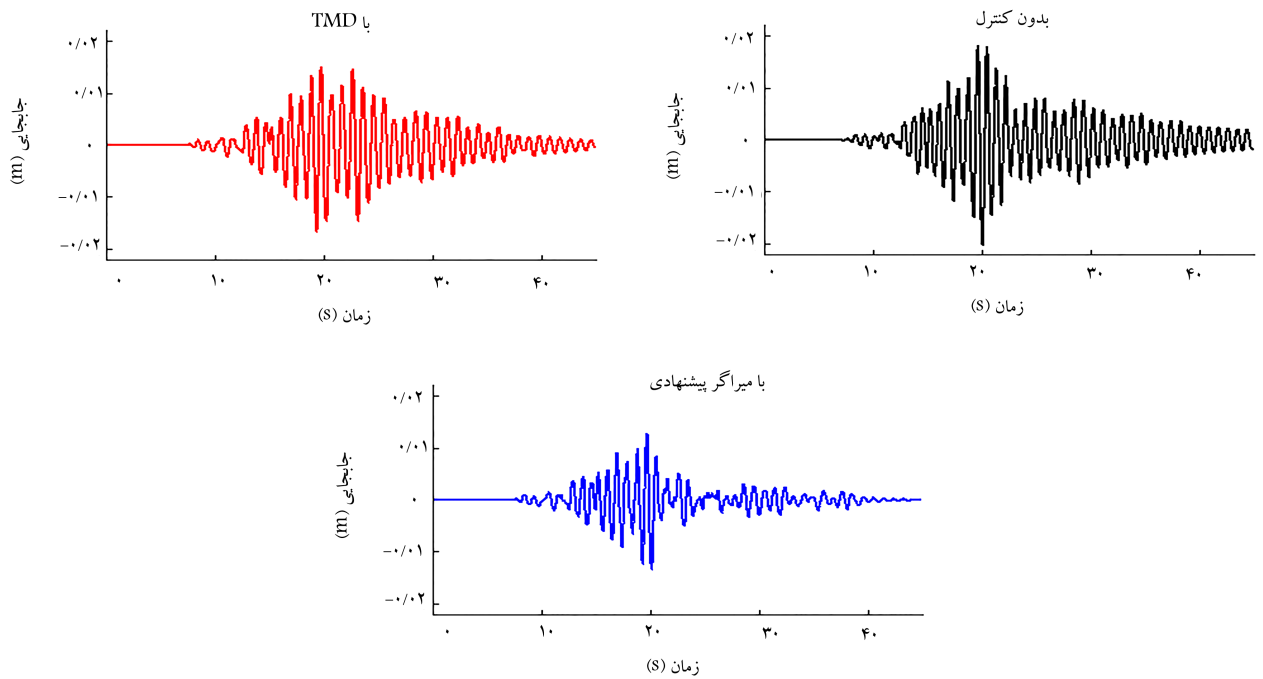 با TMD
۰/۰۲
۰/۰۱
۰
-۰/۰۱
-۰/۰۲
جابجایی (m)
۰ ۱۰ ۲۰ ۳۰ ۴۰
زمان (s)
بدون کنترل
۰/۰۲
۰/۰۱
۰
-۰/۰۱
-۰/۰۲
جابجایی (m)
۰ ۱۰ ۲۰ ۳۰ ۴۰
زمان (s)
با میراگر پیشنهادی
۰/۰۲
۰/۰۱
۰
-۰/۰۱
-۰/۰۲
جابجایی (m)
۰ ۱۰ ۲۰ ۳۰ ۴۰
زمان (s)